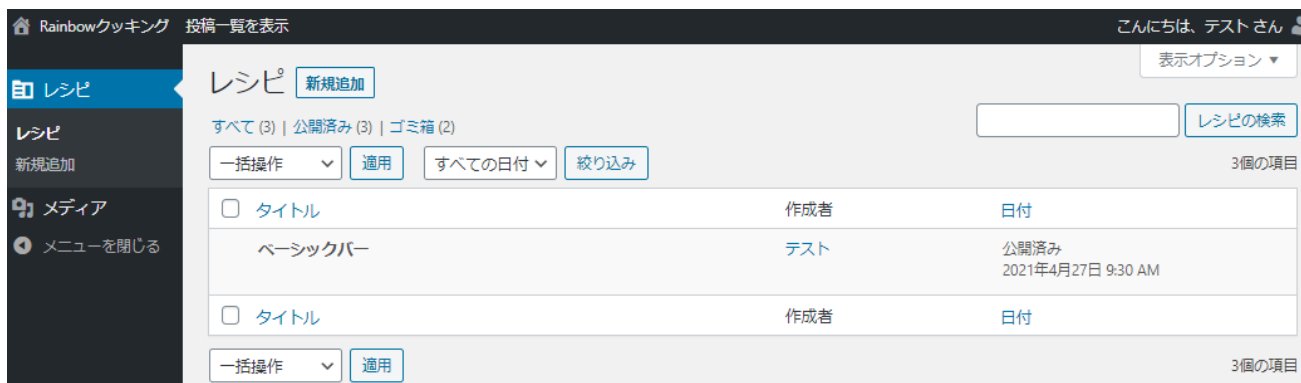 Rainbowクッキング 投稿一覧を表示 こんにちは、テスト さん
表示オプション ▼
レシピ
レシピ
新規追加
メディア
メニューを閉じる
レシピ 新規追加
すべて (3) | 公開済み (3) | ゴミ箱 (2)
レシピの検索
一括操作 適用 すべての日付 絞り込み 3個の項目
タイトル 作成者 日付
ベーシックバー テスト 公開済み
2021年4月27日 9:30 AM
タイトル 作成者 日付
一括操作 適用 3個の項目